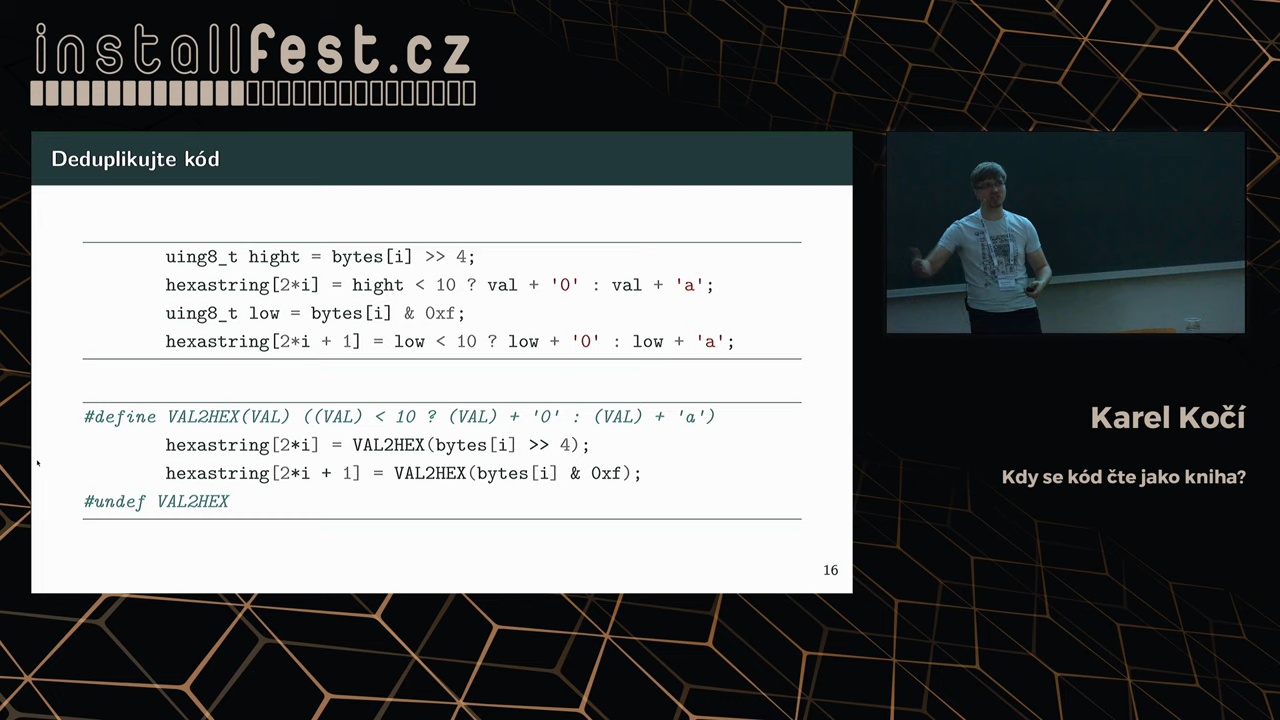 installfest.cz
Deduplikujte kód
uing8_t hight = bytes[i] >> 4;
hexastring[2*i] = hight < 10 ? val + '0' : val + 'a';
uing8_t low = bytes[i] & 0xf;
hexastring[2*i + 1] = low < 10 ? low + '0' : low + 'a';
#define VAL2HEX(VAL) ((VAL) < 10 ? (VAL) + '0' : (VAL) + 'a')
hexastring[2*i] = VAL2HEX(bytes[i] >> 4);
hexastring[2*i + 1] = VAL2HEX(bytes[i] & 0xf);
#undef VAL2HEX
16
Karel Kočí
Kdy se kód čte jako kniha?